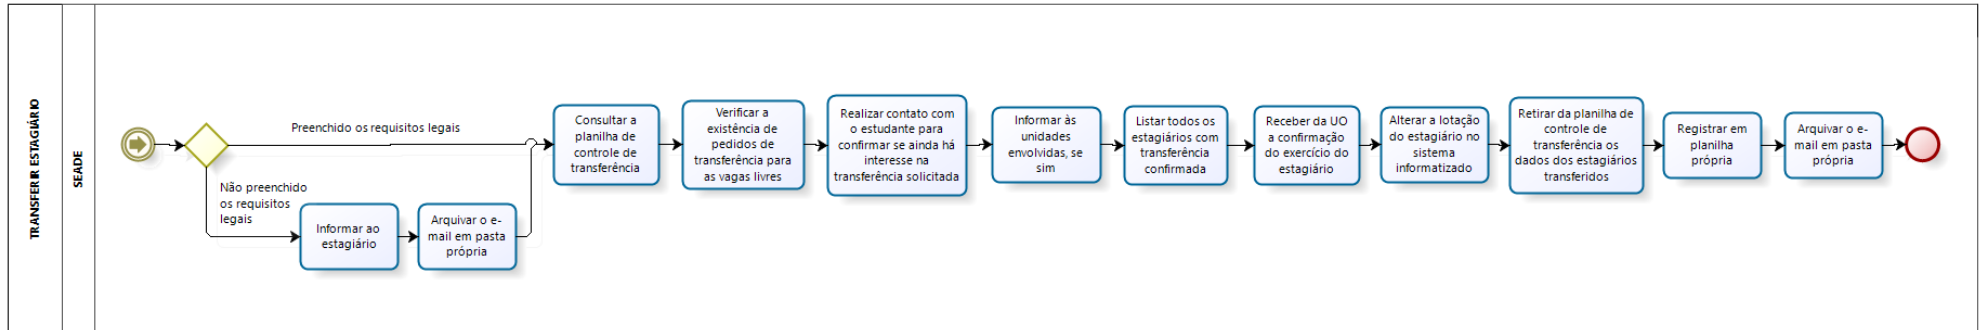 TRANSFERIR ESTAGIÁRIO
SEADE
Preenchido os requisitos legais
Não preenchido
os requisitos
legais
Informar ao
estagiário
Arquivar o e-
mail em pasta
própria
Consultar a
planilha de
controle de
transferência
Verificar a
existência de
pedidos de
transferência para
as vagas livres
Realizar contato com
o estudante para
confirmar se ainda há
interesse na
transferência solicitada
Informar às
unidades
envolvidas, se
sim
Listar todos os
estagiários com
transferência
confirmada
Receber da UO
a confirmação
do exercício do
estagiário
Alterar a lotação
do estagiário no
sistema
informatizado
Retirar da planilha de
controle de
transferência os
dados dos estagiários
transferidos
Registrar em
planilha
própria
Arquivar o e-
mail em pasta
própria